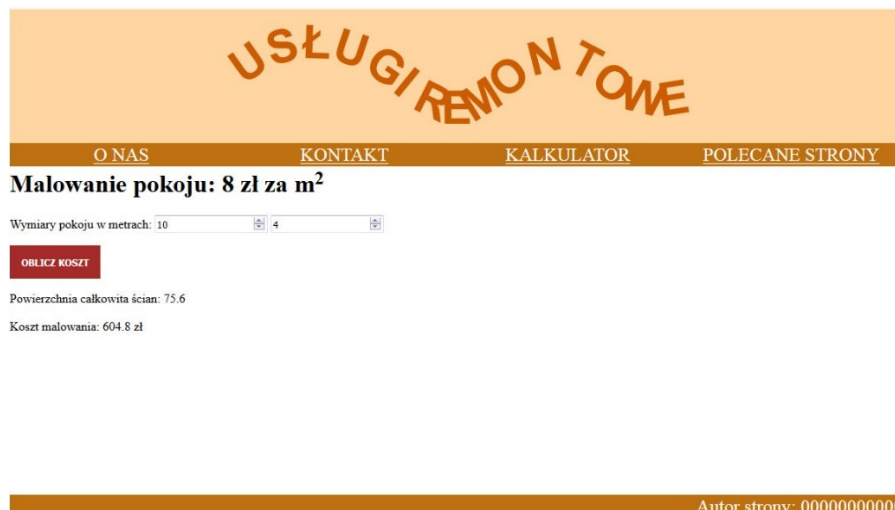 USŁUGI REMONTOWE
O NAS KONTAKT KALKULATOR POLECANE STRONY
Malowanie pokoju: 8 zł za m²
Wymiary pokoju w metrach: 10 4
OBLICZ KOSZT
Powierzchnia całkowita ścian: 75.6
Koszt malowania: 604.8 zł
Autor strony: 0000000000